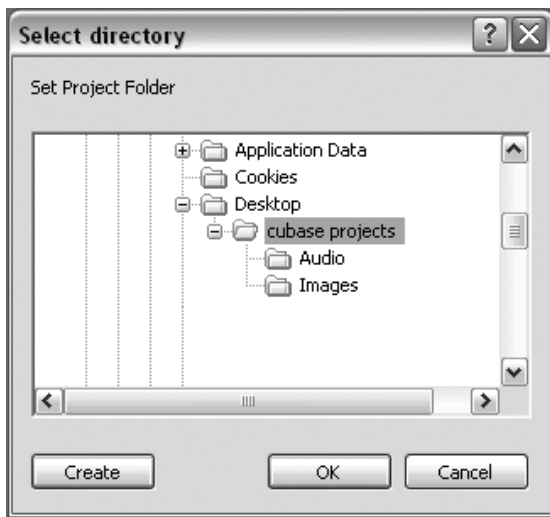 Select directory
Set Project Folder
Application Data
Cookies
Desktop
cubase projects
Audio
Images
Create OK Cancel